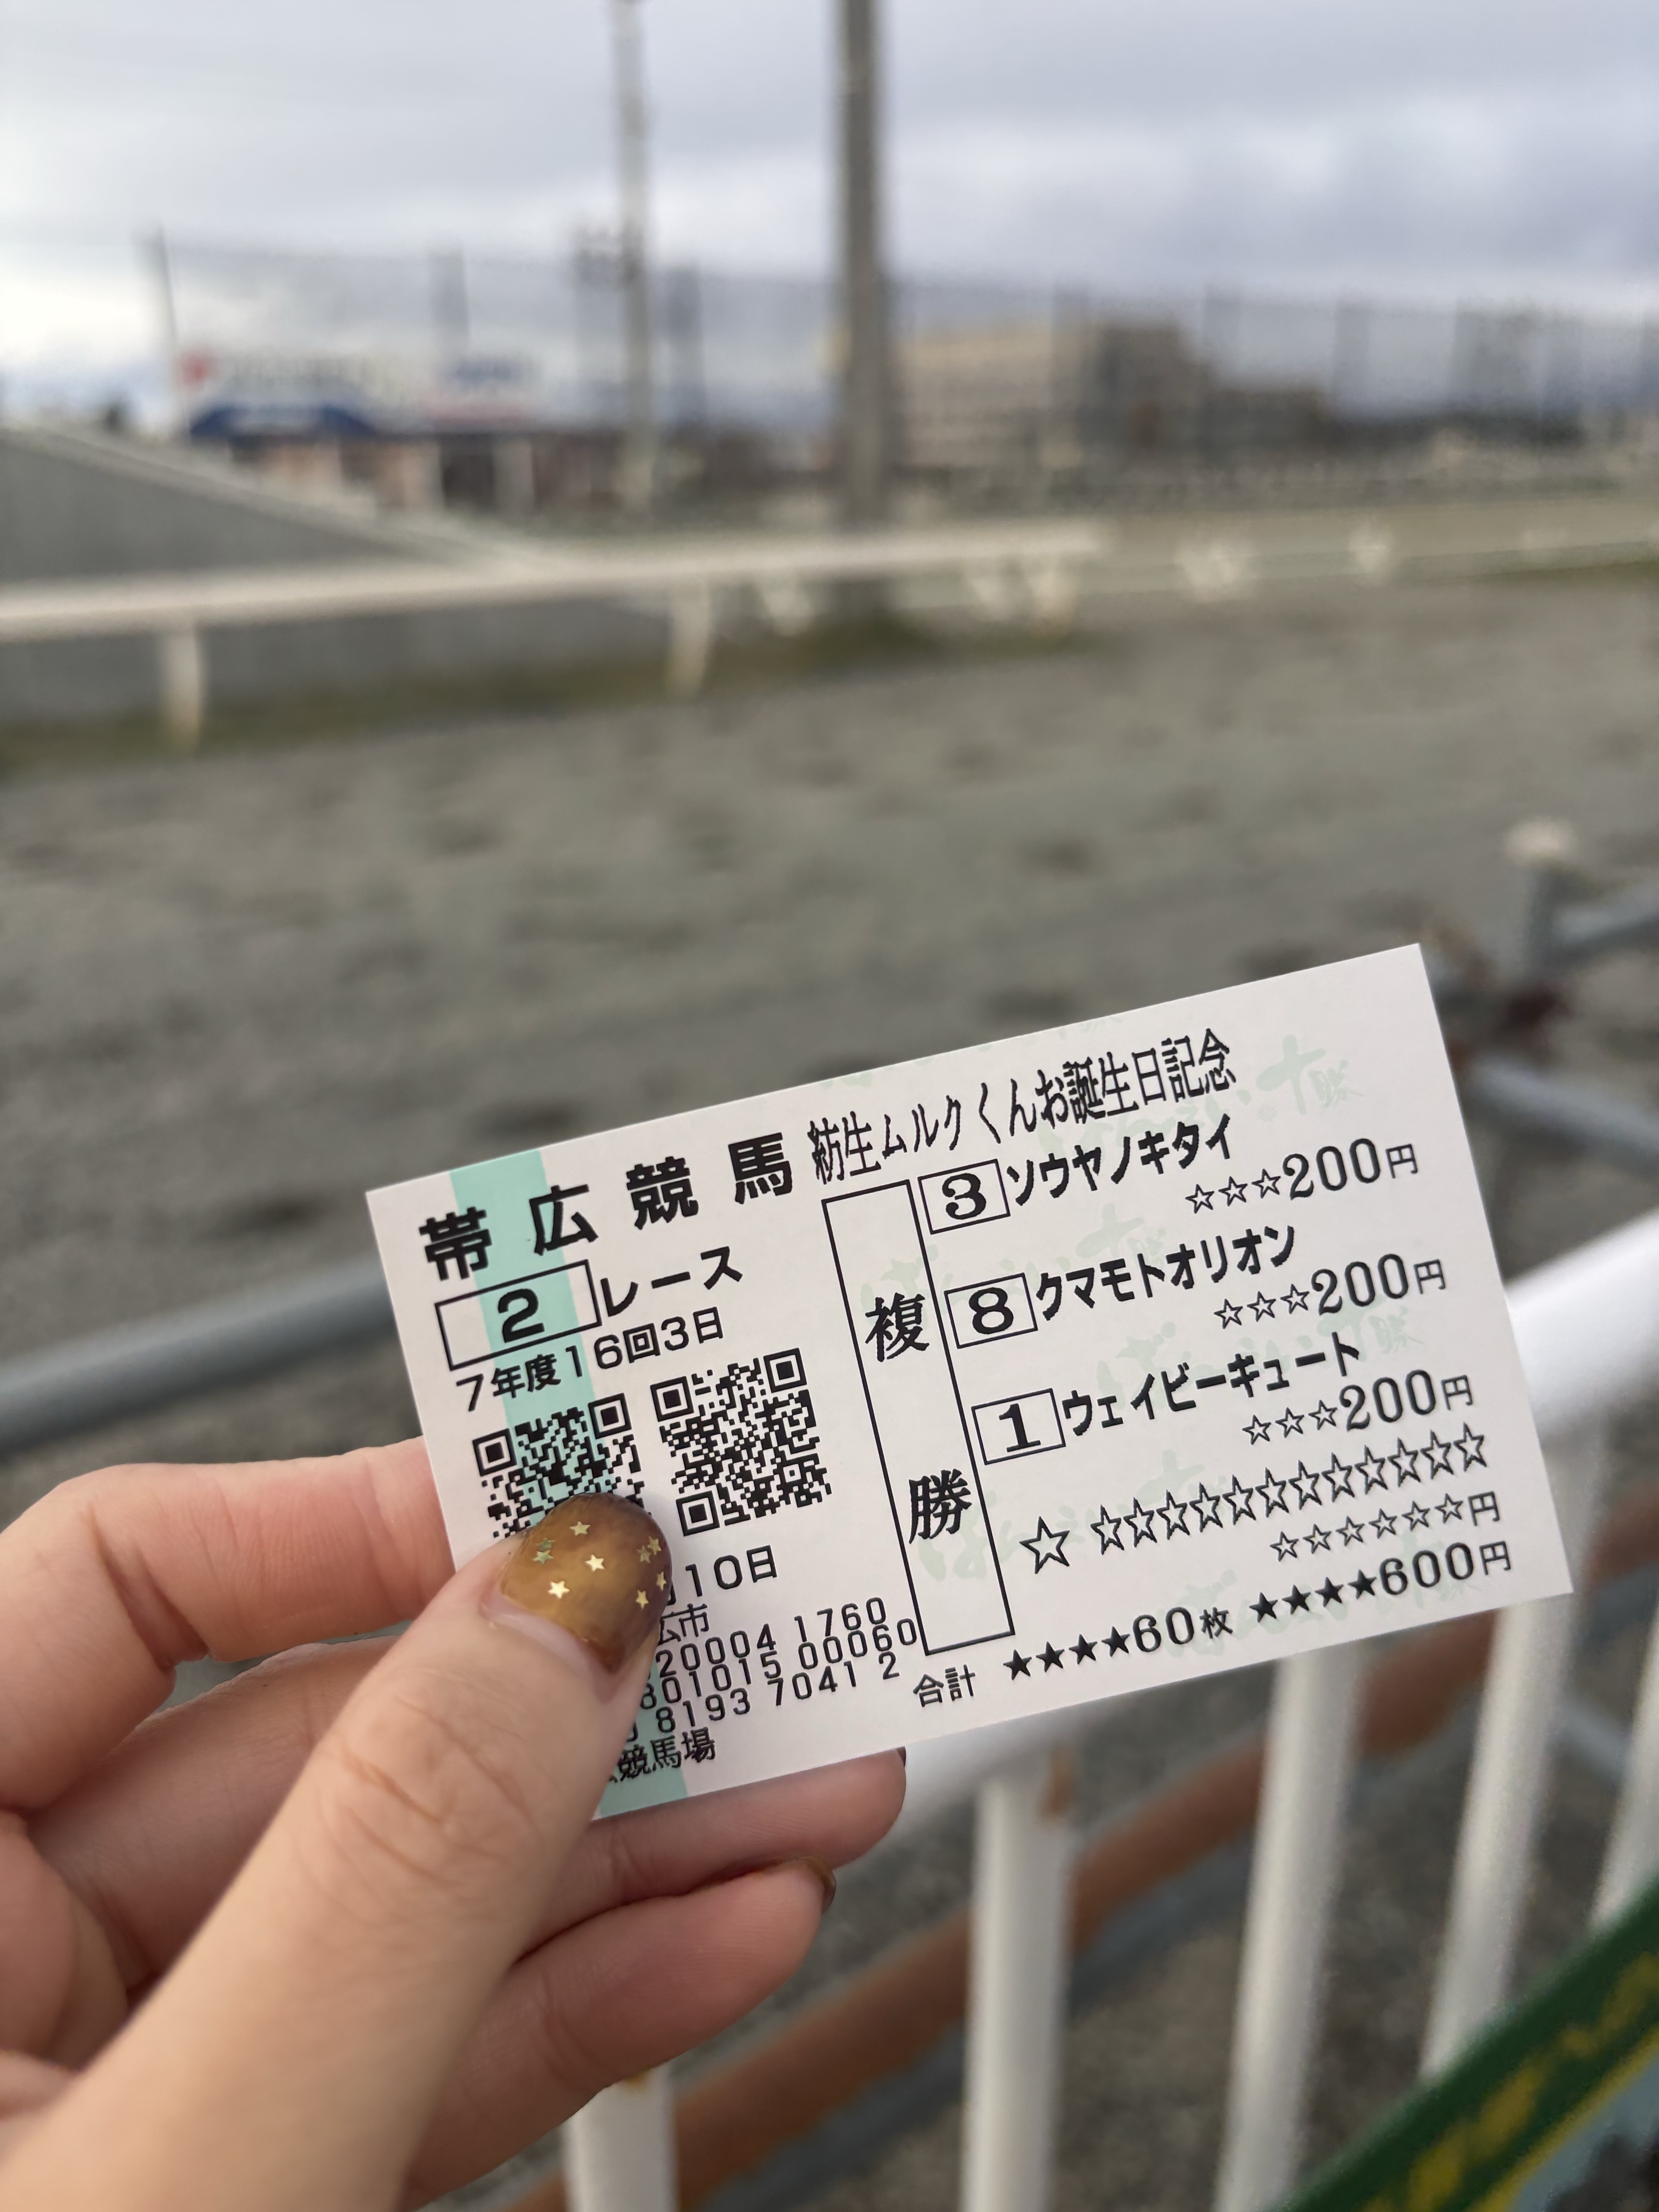 帯広競馬
紡生ムルクくんお誕生日記念
2レース
7年度16回3日
10日
広市
20004 1760
801015 00060
8193 7041 2
競馬場
複勝
3 ソウヤノキタイ
☆☆☆200円
8 クマモトオリオン
☆☆☆200円
1 ウェイビーキュート
☆☆☆200円
☆ ☆☆☆☆☆☆☆☆☆☆☆☆
☆☆☆☆☆☆円
合計 ★★★★60枚 ★★★★600円